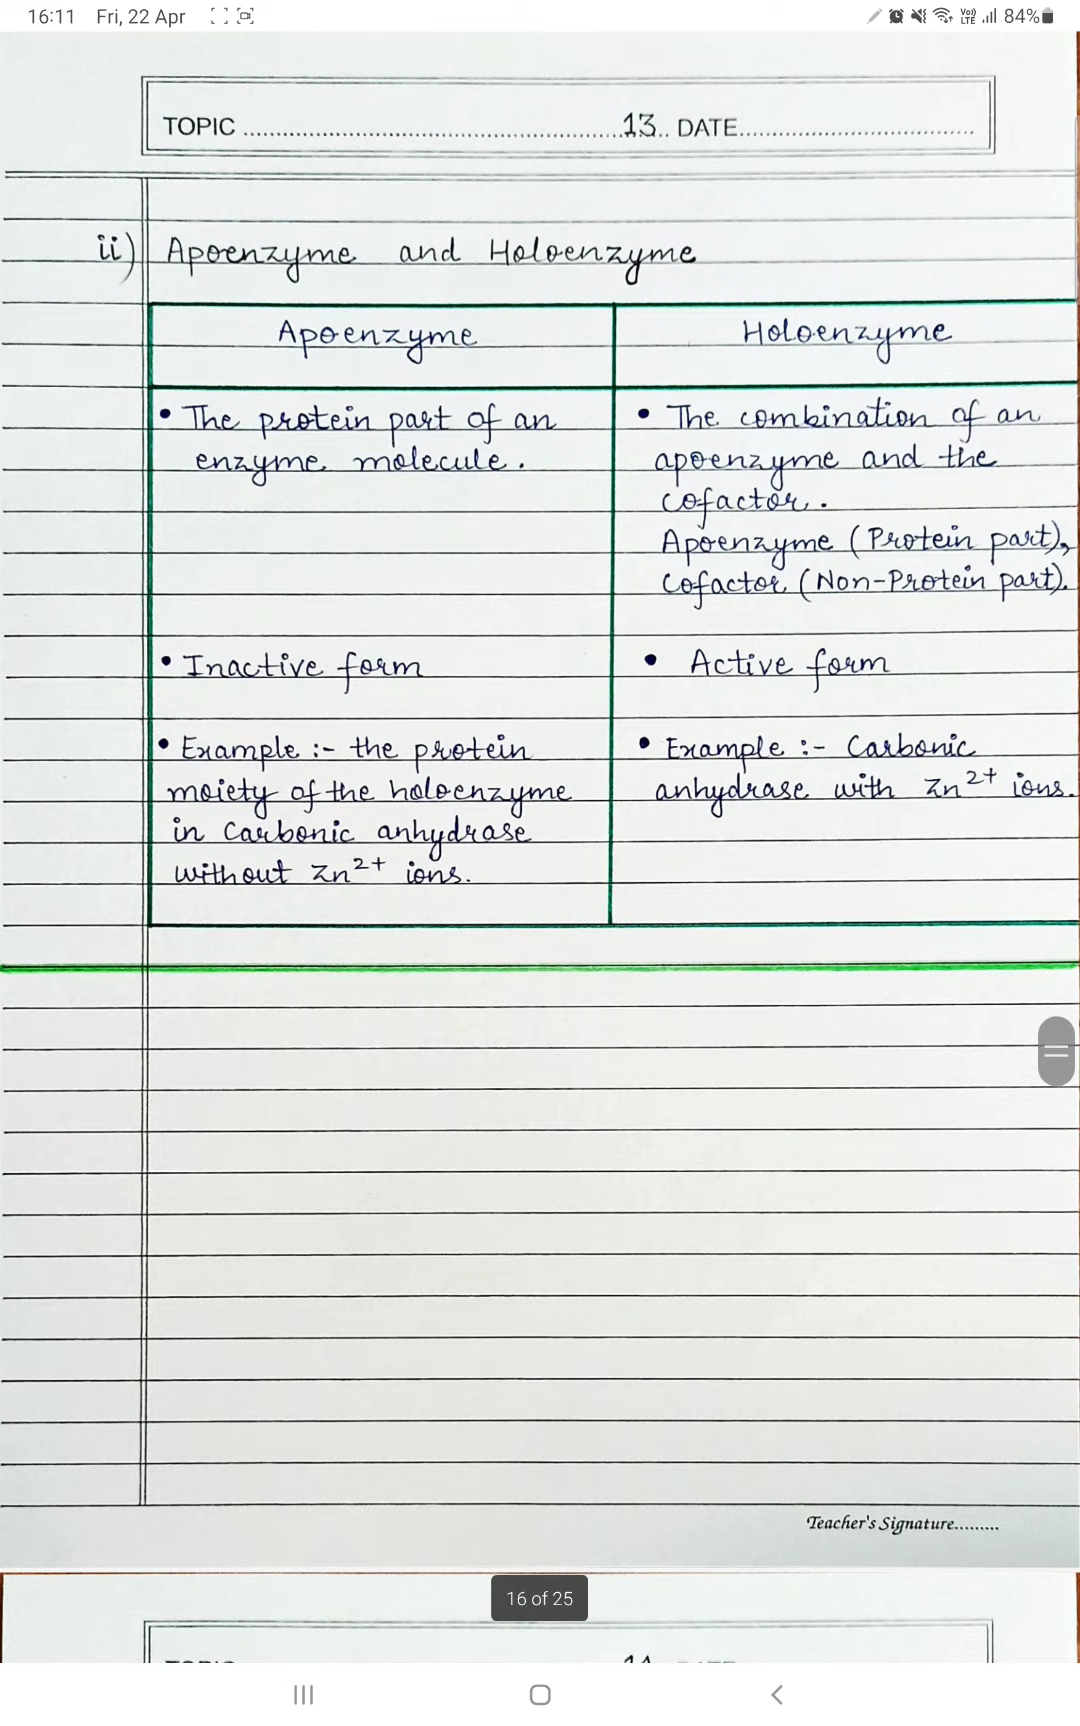 16:11 Fri, 22 Apr
84%
TOPIC 13 DATE
ii) Apoenzyme and Holoenzyme
Apoenzyme
• The protein part of an
enzyme molecule.
• Inactive form
• Example :- the protein
moiety of the holoenzyme
in Carbonic anhydrase
without Zn²⁺ ions.
Holoenzyme
• The combination of an
apoenzyme and the
cofactor.
Apoenzyme (Protein part),
Cofactor (Non-Protein part).
• Active form
• Example :- Carbonic
anhydrase with Zn²⁺ ions.
Teacher's Signature.........
16 of 25